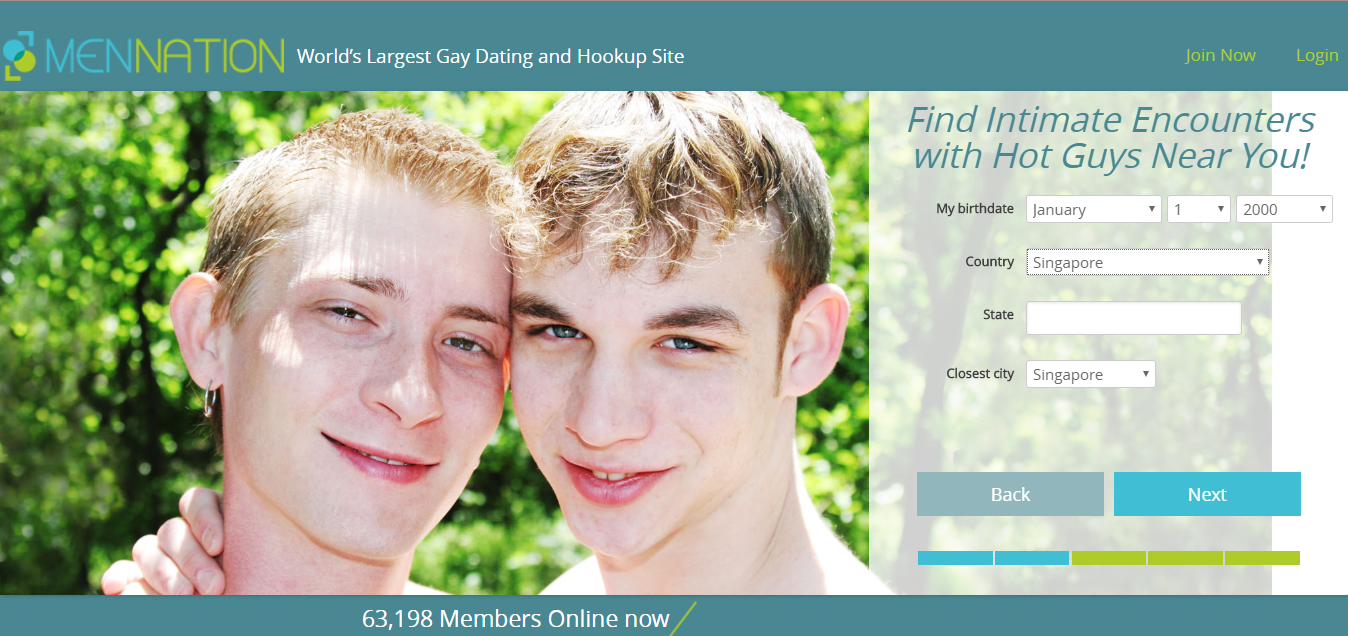 MENNATION World's Largest Gay Dating and Hookup Site Join Now Login
Find Intimate Encounters
with Hot Guys Near You!
My birthdate January 1 2000
Country Singapore
State
Closest city Singapore
Back Next
63,198 Members Online now